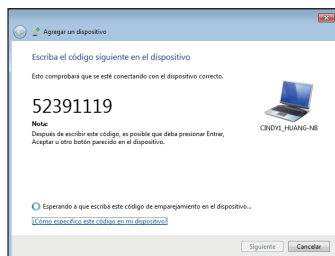 Agregar un dispositivo
Escriba el código siguiente en el dispositivo
Esto comprobará que se esté conectando con el dispositivo correcto.
52391119
Nota:
Después de escribir este código, es posible que deba presionar Entrar,
Aceptar u otro botón parecido en el dispositivo.
CINDY1_HUANG-NB
Esperando a que escriba este código de emparejamiento en el dispositivo...
¿Cómo especifico este código en mi dispositivo?
Siguiente
Cancelar